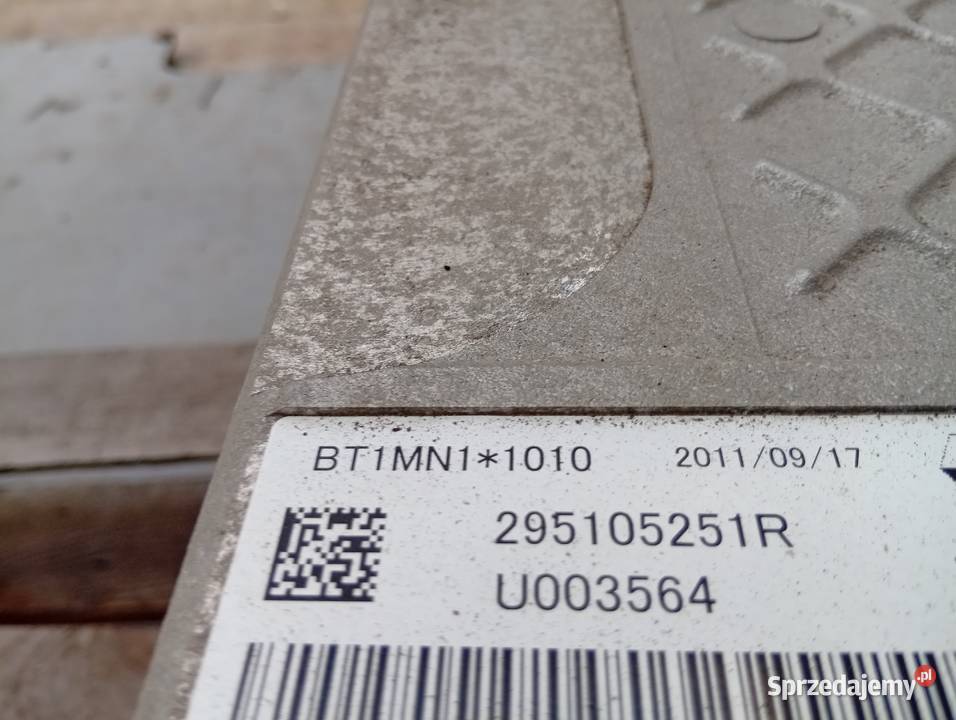 BT1MN1*1010 2011/09/17
295105251R
U003564
Sprzedajemy.pl